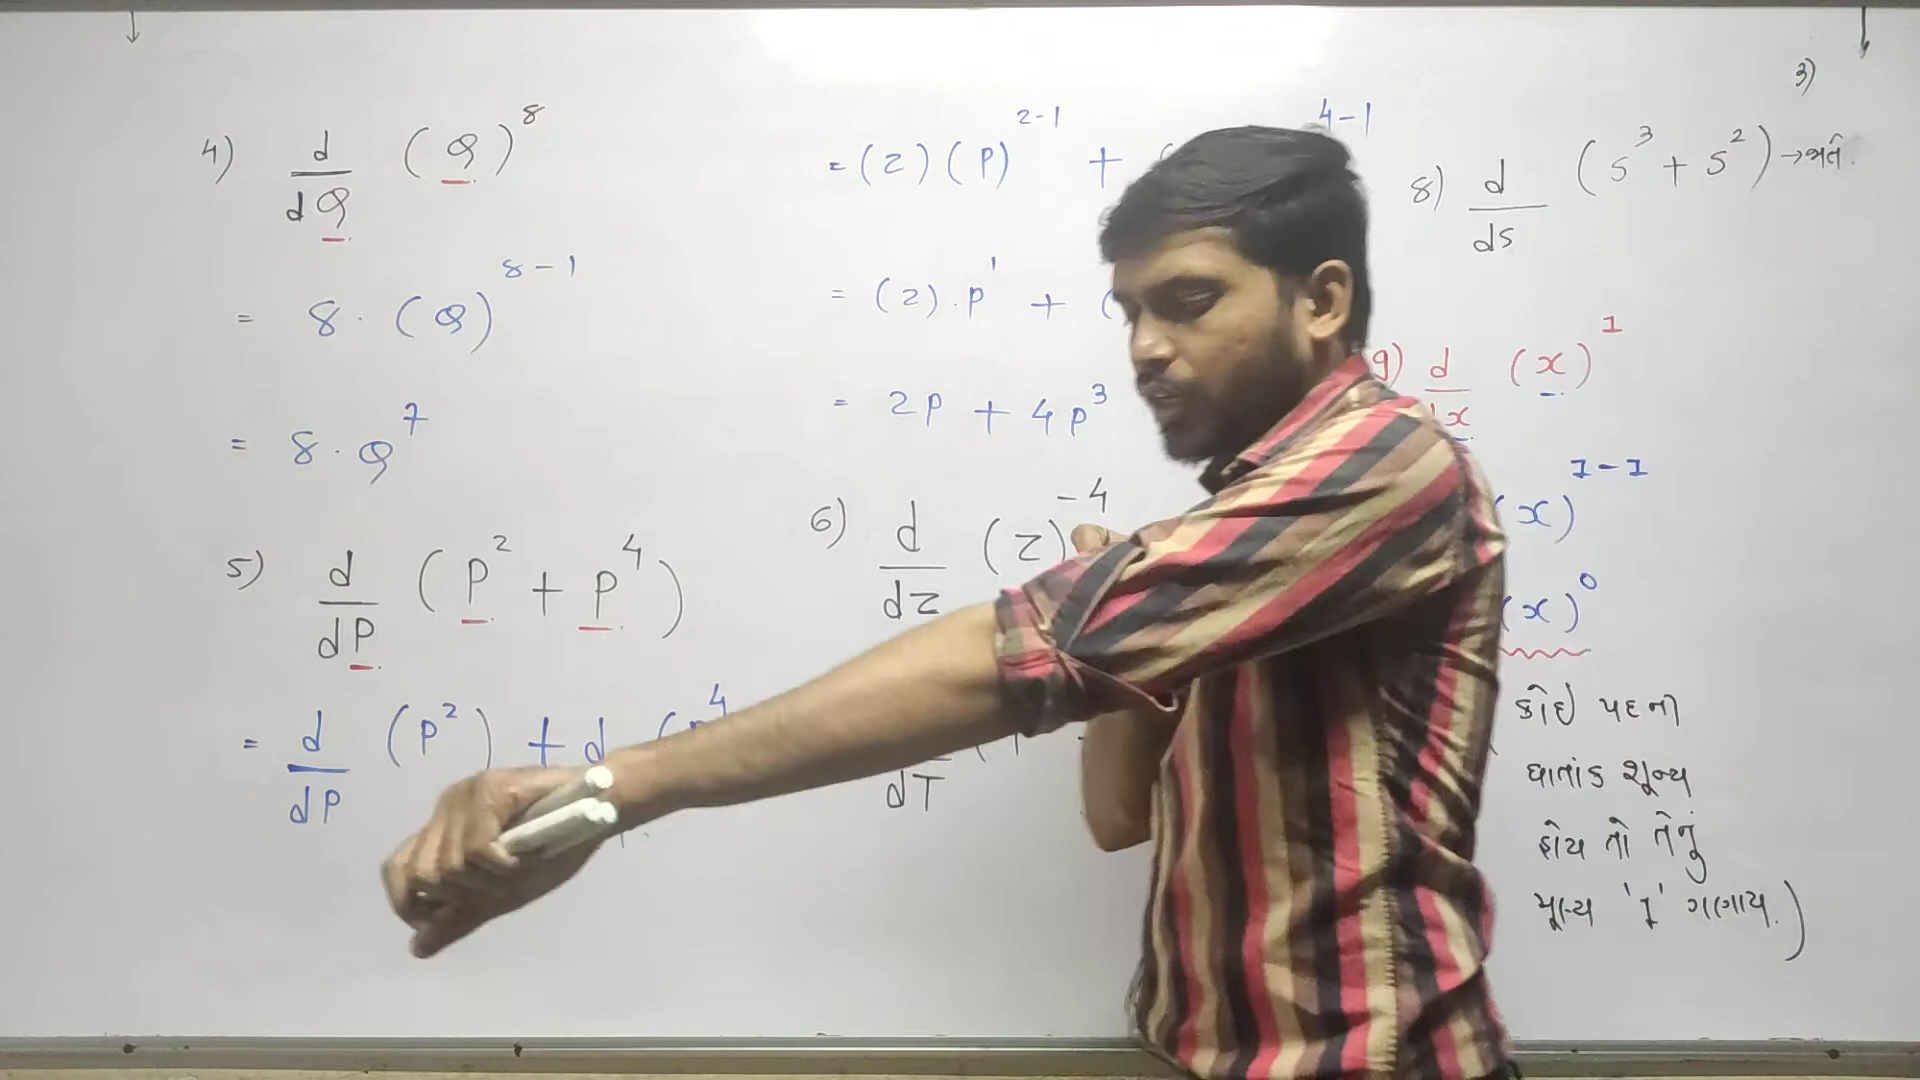 4) d/dQ (Q)^8
= 8 · (Q)^{8-1}
= 8 · Q^7
5) d/dP (P^2 + P^4)
= d/dP (P^2) + d
= (2) (P)^{2-1} + ( ^{4-1}
= (2) · P^1 + (
= 2P + 4P^3
6) d/dz (z)^{-4}
dT
3)
8) d/ds (s^3 + s^2) →
9) d/dx (x)^1
(x)^{1-1}
(x)^0
કોઈ પદની
ઘાતાંક શૂન્ય
હોય તો તેનું
મૂલ્ય '1' ગણાય.)